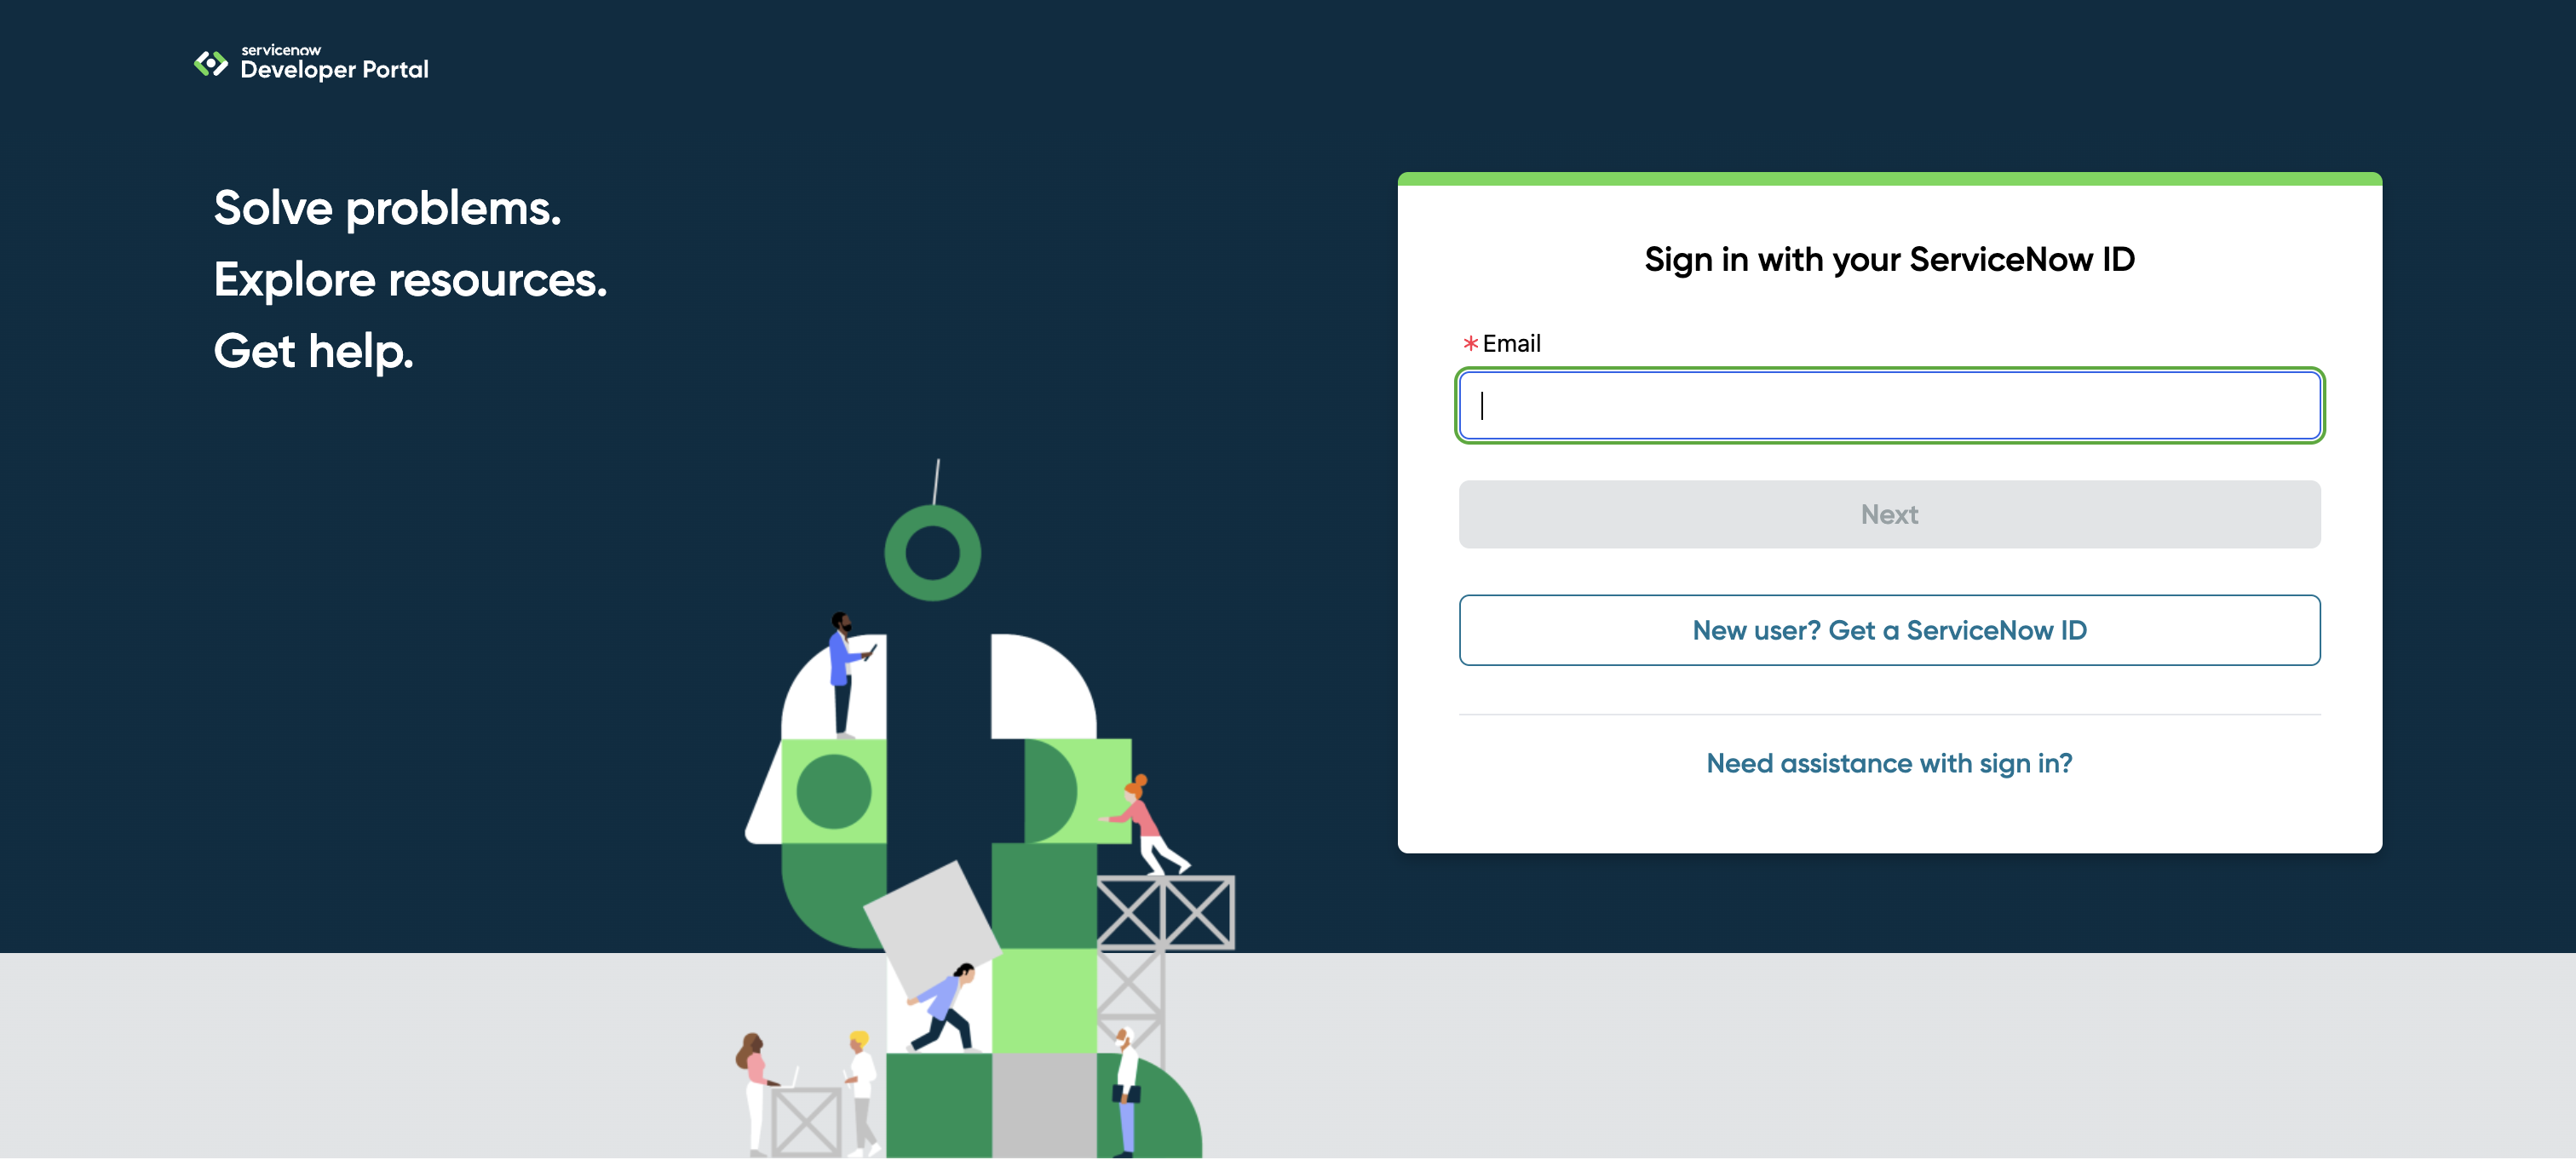 servicenow
Developer Portal
Solve problems.
Explore resources.
Get help.
Sign in with your ServiceNow ID
*Email
Next
New user? Get a ServiceNow ID
Need assistance with sign in?